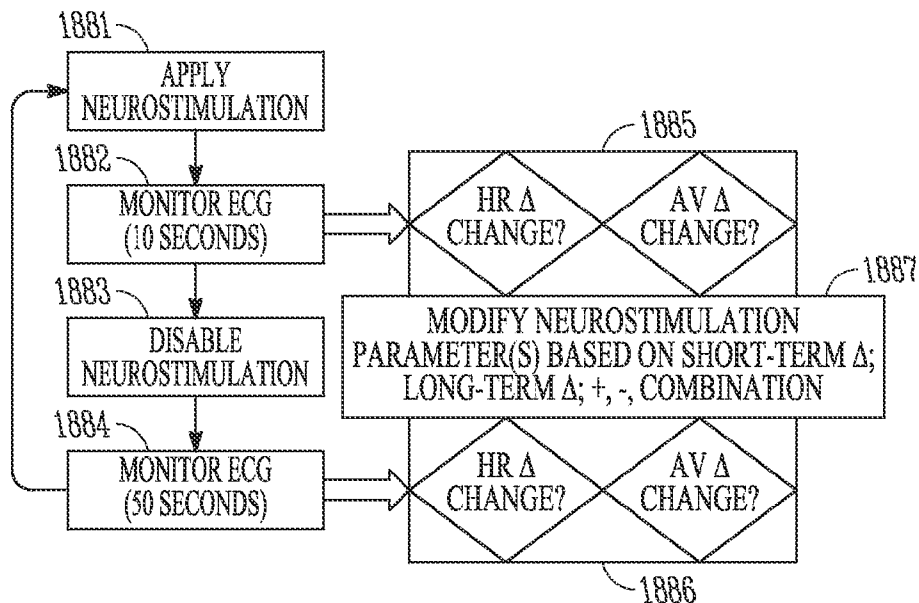 1881
APPLY
NEUROSTIMULATION
1882
MONITOR ECG
(10 SECONDS)
1883
DISABLE
NEUROSTIMULATION
1884
MONITOR ECG
(50 SECONDS)
1885
HR Δ
CHANGE?
AV Δ
CHANGE?
1887
MODIFY NEUROSTIMULATION
PARAMETER(S) BASED ON SHORT-TERM Δ;
LONG-TERM Δ; +, -, COMBINATION
HR Δ
CHANGE?
AV Δ
CHANGE?
1886